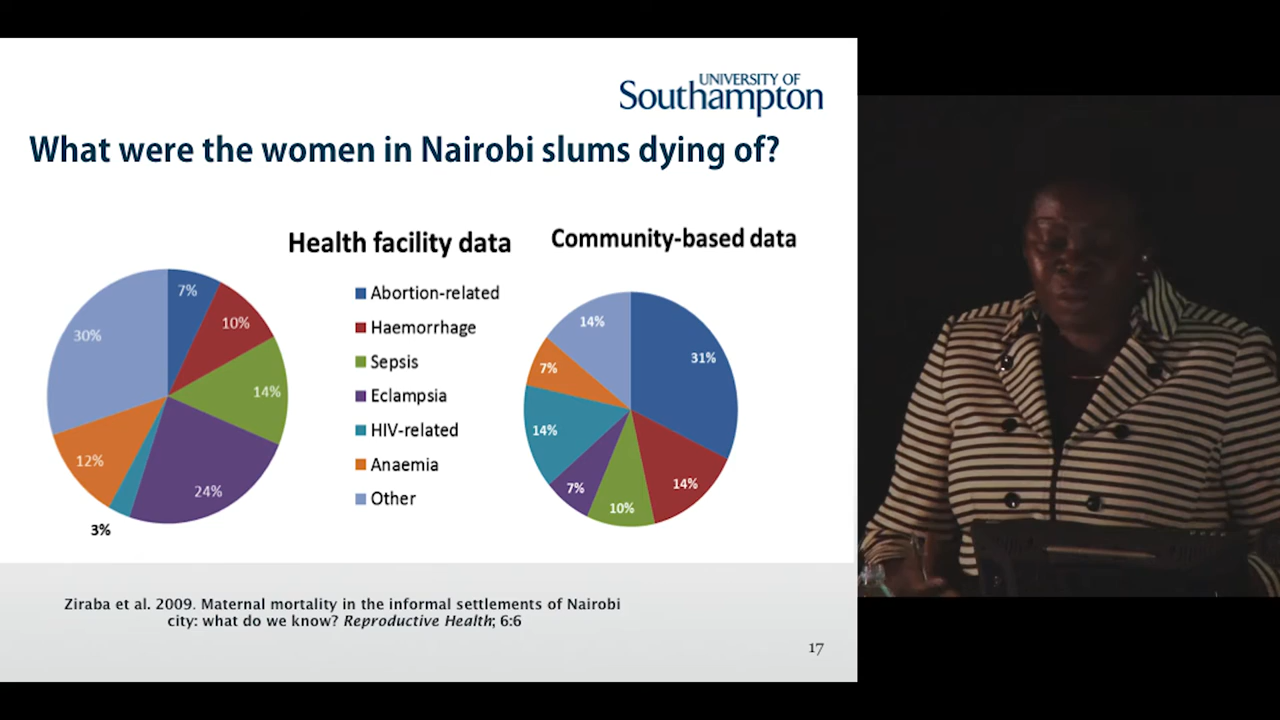 UNIVERSITY OF
Southampton
What were the women in Nairobi slums dying of?
Health facility data
Community-based data
7%
10%
14%
24%
3%
12%
30%
Abortion-related
Haemorrhage
Sepsis
Eclampsia
HIV-related
Anaemia
Other
31%
14%
10%
7%
14%
7%
14%
Ziraba et al. 2009. Maternal mortality in the informal settlements of Nairobi
city: what do we know? Reproductive Health; 6:6
17